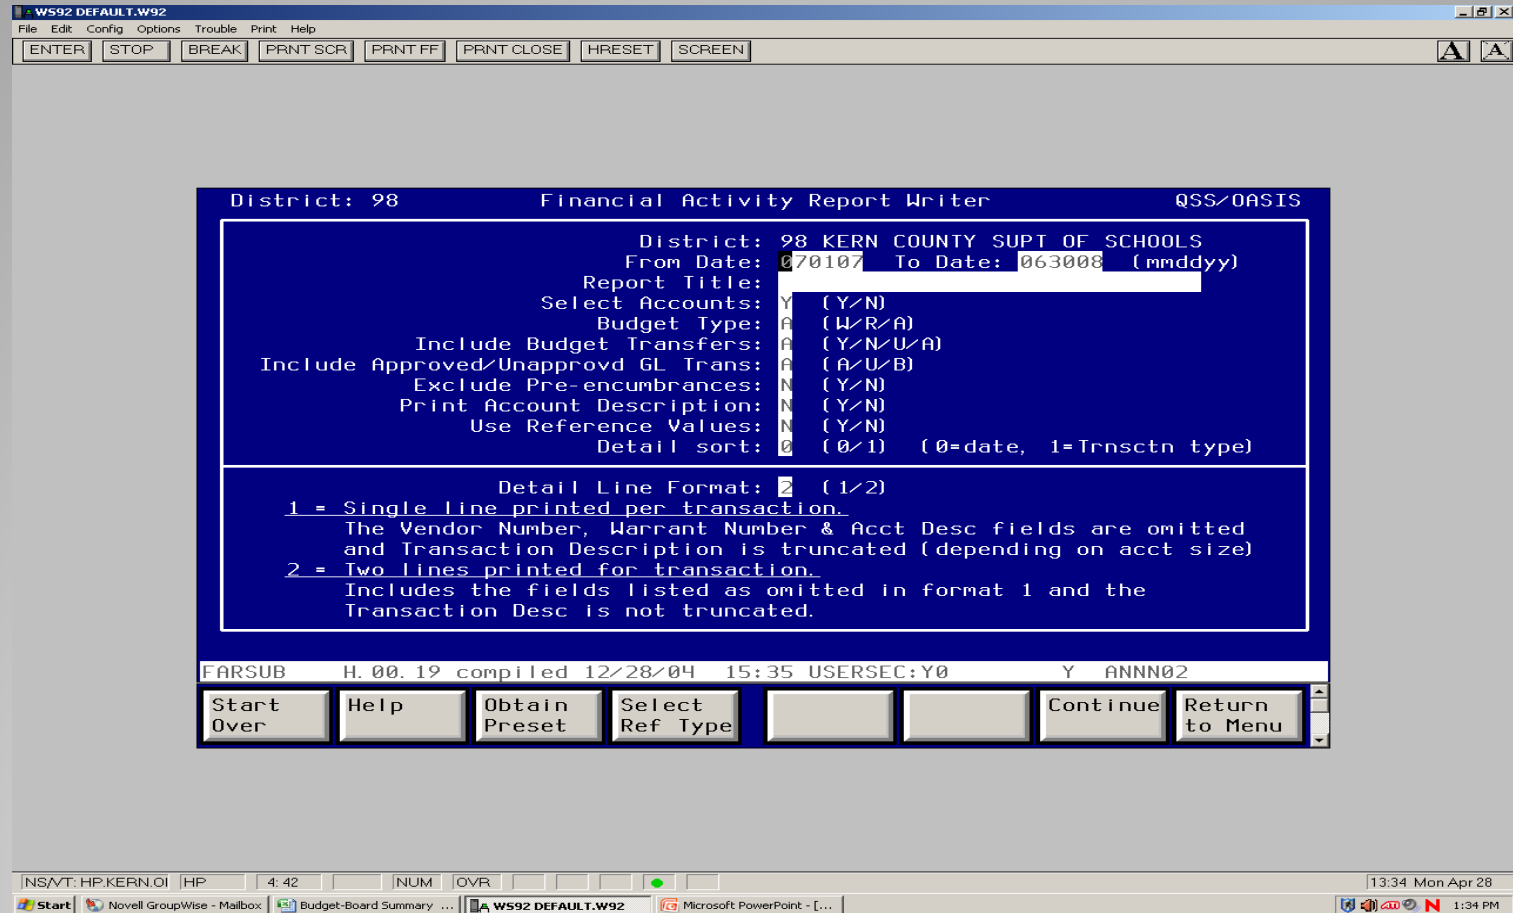 WS92 DEFAULT.W92
File Edit Config Options Trouble Print Help
ENTER STOP BREAK PRNT SCR PRNT FF PRNT CLOSE HRESET SCREEN A A
District: 98 Financial Activity Report Writer QSS/OASIS
District: 98 KERN COUNTY SUPT OF SCHOOLS
From Date: 070107 To Date: 063008 (mmddyy)
Report Title:
Select Accounts: Y (Y/N)
Budget Type: A (W/R/A)
Include Budget Transfers: A (Y/N/U/A)
Include Approved/Unapprovd GL Trans: A (A/U/B)
Exclude Pre-encumbrances: N (Y/N)
Print Account Description: N (Y/N)
Use Reference Values: N (Y/N)
Detail sort: 0 (0/1) (0=date, 1=Trnsctn type)
Detail Line Format: 2 (1/2)
1 = Single line printed per transaction.
The Vendor Number, Warrant Number & Acct Desc fields are omitted
and Transaction Description is truncated (depending on acct size)
2 = Two lines printed for transaction.
Includes the fields listed as omitted in format 1 and the
Transaction Desc is not truncated.
FARSUB H.00.19 compiled 12/28/04 15:35 USERSEC:Y0 Y ANNN02
Start Over Help Obtain Preset Select Ref Type Continue Return to Menu
NS/VT: HP.KERN.OI HP 4: 42 NUM OVR 13:34 Mon Apr 28
Start Novell GroupWise - Mailbox Budget-Board Summary ... WS92 DEFAULT.W92 Microsoft PowerPoint - [... 1:34 PM